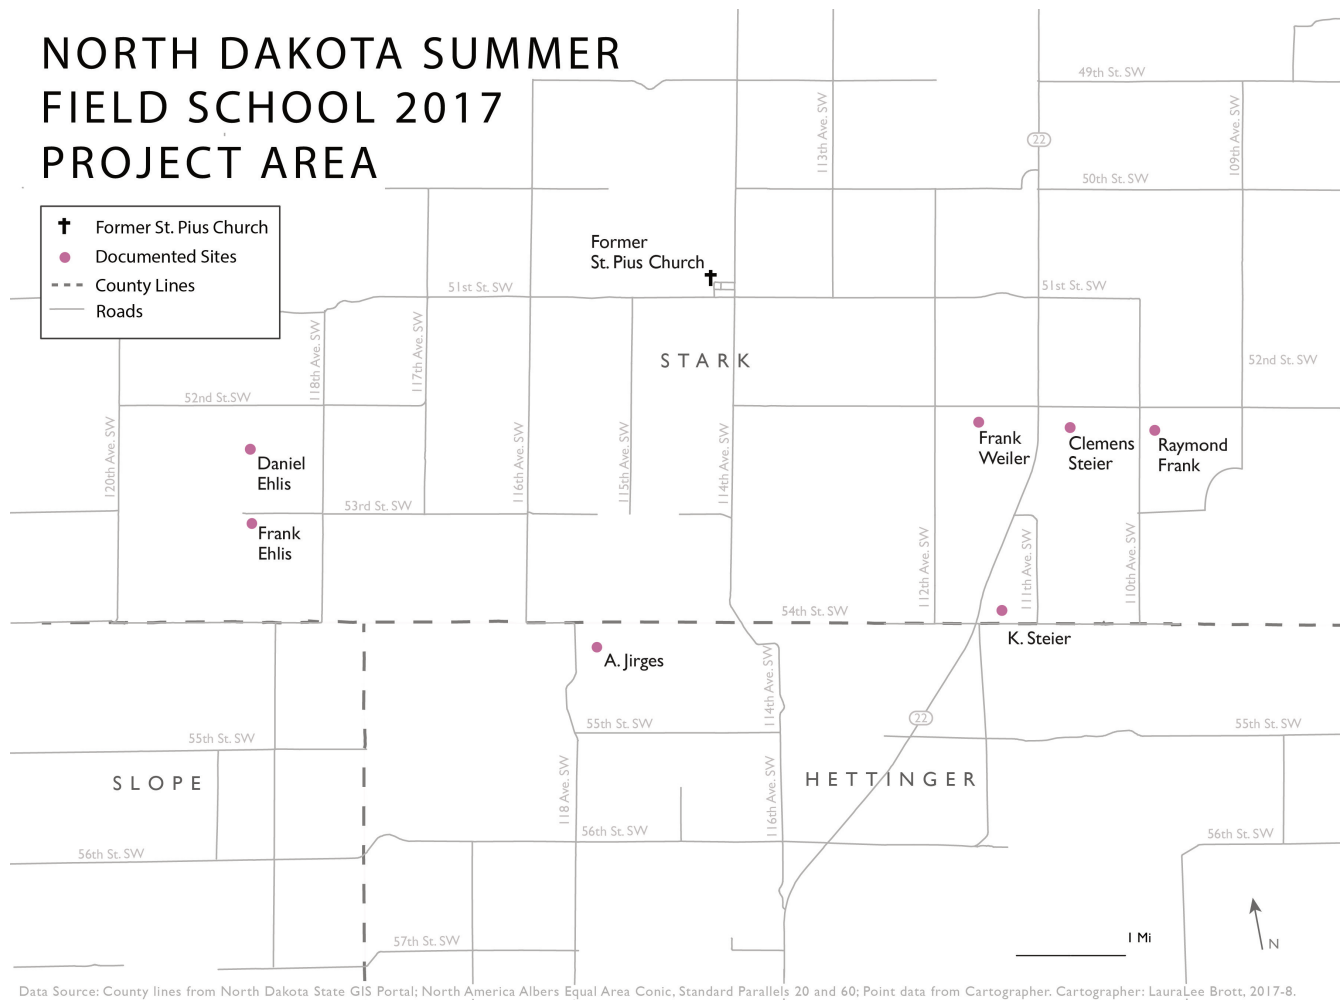 NORTH DAKOTA SUMMER
FIELD SCHOOL 2017
PROJECT AREA
Former St. Pius Church
Documented Sites
County Lines
Roads
49th St. SW
113th Ave. SW
22
109th Ave. SW
50th St. SW
Former
St. Pius Church
51st St. SW
51st St. SW
118th Ave. SW
117th Ave. SW
STARK
52nd St. SW
52nd St.SW
120th Ave. SW
116th Ave. SW
115th Ave. SW
114th Ave. SW
Frank
Weiler
Clemens
Steier
Raymond
Frank
Daniel
Ehlis
53rd St. SW
Frank
Ehlis
112th Ave. SW
111th Ave. SW
110th Ave. SW
54th St. SW
K. Steier
A. Jirges
114th Ave. SW
55th St. SW
22
55th St. SW
55th St. SW
SLOPE
HETTINGER
118 Ave. SW
116th Ave. SW
56th St. SW
56th St. SW
56th St. SW
57th St. SW
1 Mi
N
Data Source: County lines from North Dakota State GIS Portal; North America Albers Equal Area Conic, Standard Parallels 20 and 60; Point data from Cartographer. Cartographer: LauraLee Brott, 2017-8.